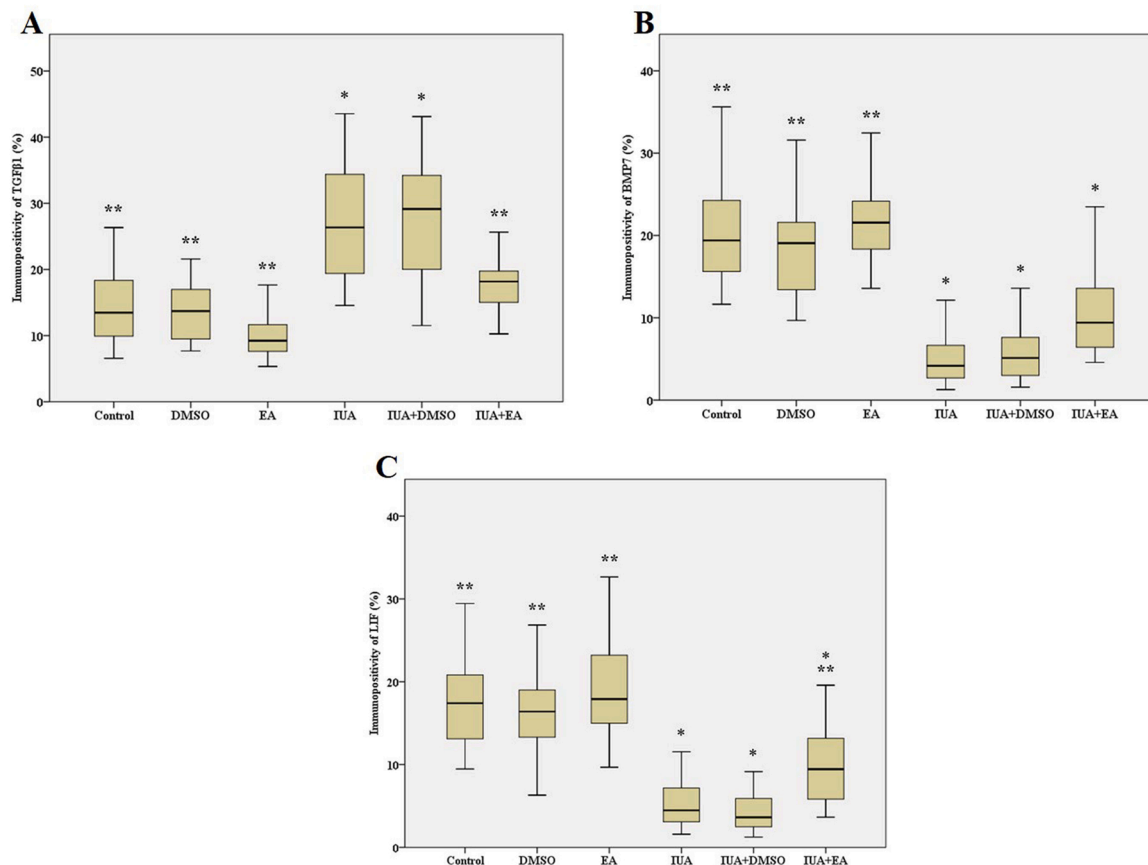 A
Immunopositivity of TGFβ1 (%)
50
40
30
20
10
0
** ** ** * * **
Control DMSO EA IUA IUA+DMSO IUA+EA
B
Immunopositivity of BMP7 (%)
40
30
20
10
0
** ** ** * * *
Control DMSO EA IUA IUA+DMSO IUA+EA
C
Immunopositivity of LIF (%)
40
30
20
10
0
** ** ** * * *
**
Control DMSO EA IUA IUA+DMSO IUA+EA